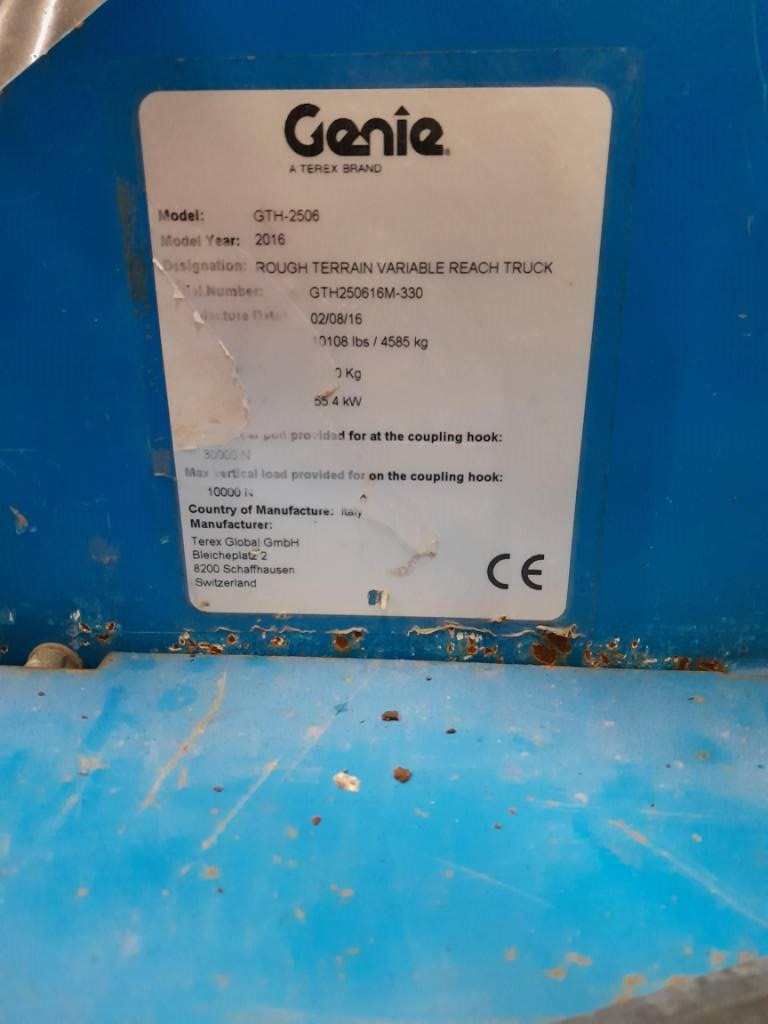 Genie
A TEREX BRAND
Model: GTH-2506
Model Year: 2016
Designation: ROUGH TERRAIN VARIABLE REACH TRUCK
Number: GTH250616M-330
02/08/16
10108 lbs / 4585 kg
Kg
55.4 kW
pull provided for at the coupling hook:
30000 N
Max vertical load provided for on the coupling hook:
10000 N
Country of Manufacture: Italy
Manufacturer:
Terex Global GmbH
Bleicheplatz 2
8200 Schaffhausen
Switzerland
CE